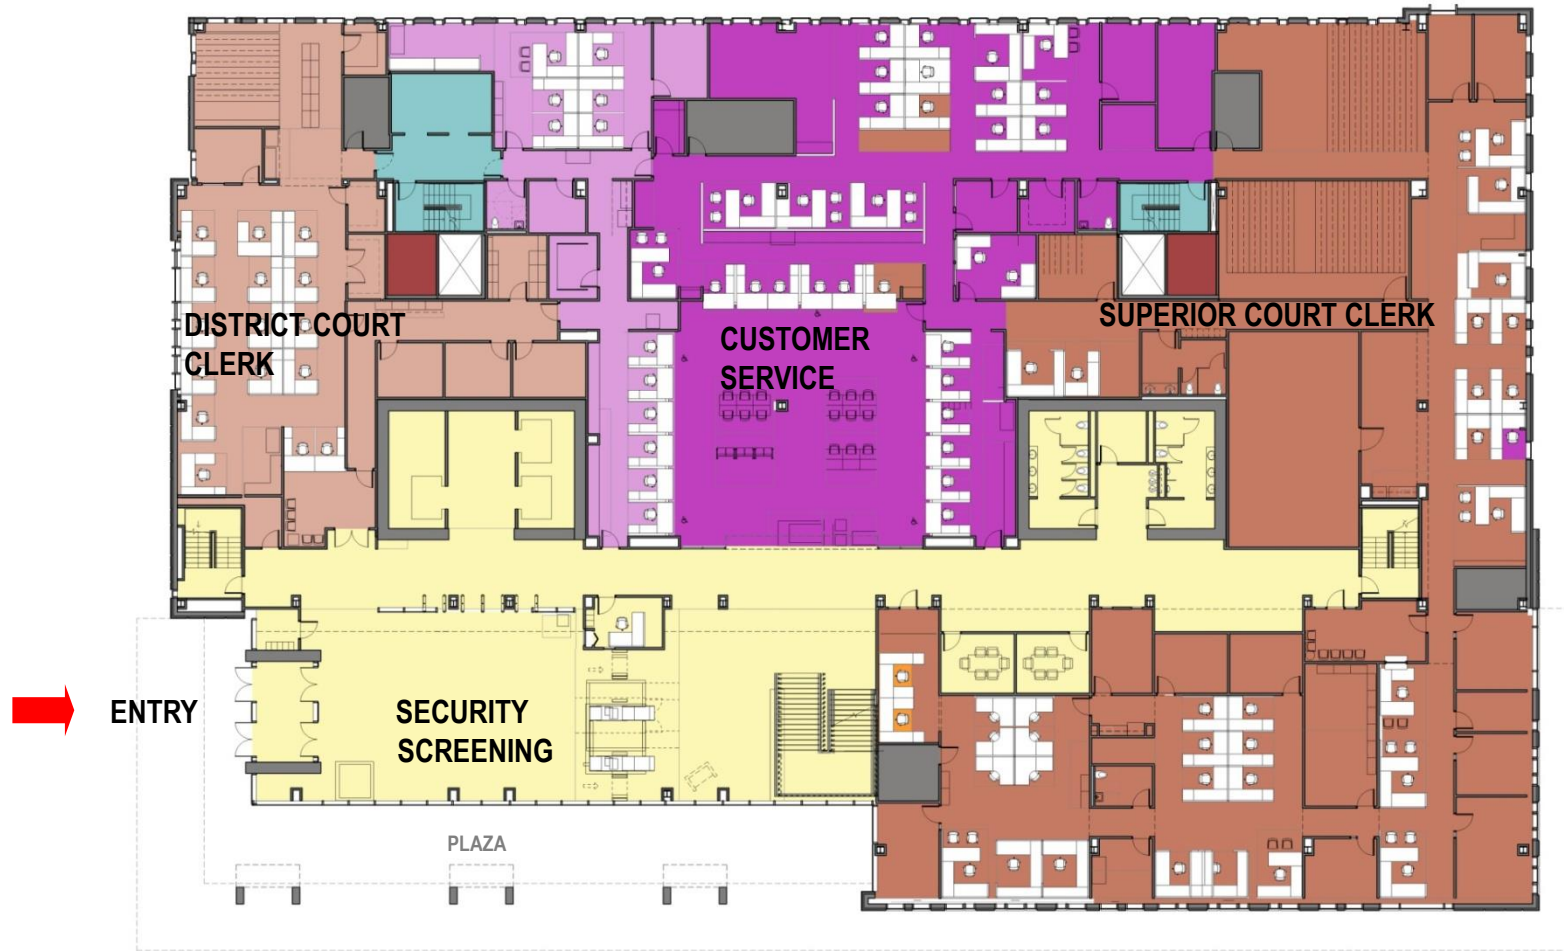 DISTRICT COURT
CLERK
CUSTOMER
SERVICE
SUPERIOR COURT CLERK
ENTRY
SECURITY
SCREENING
PLAZA